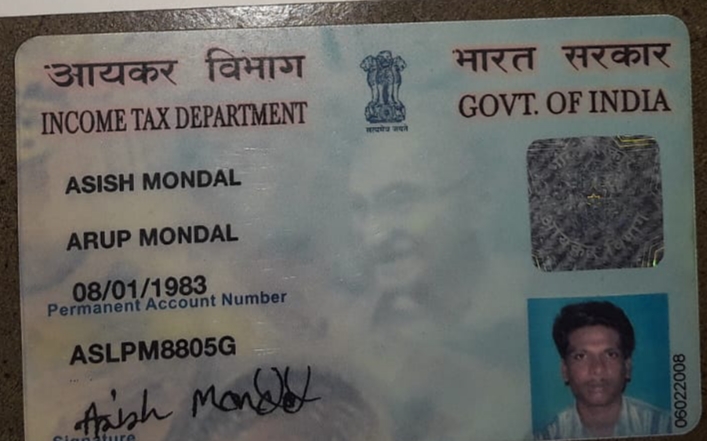 आयकर विभाग
भारत सरकार
INCOME TAX DEPARTMENT
GOVT. OF INDIA
सत्यमेव जयते
ASISH MONDAL
ARUP MONDAL
08/01/1983
Permanent Account Number
ASLPM8805G
Asish Mondal
Signature
आयकर विभाग
06022008